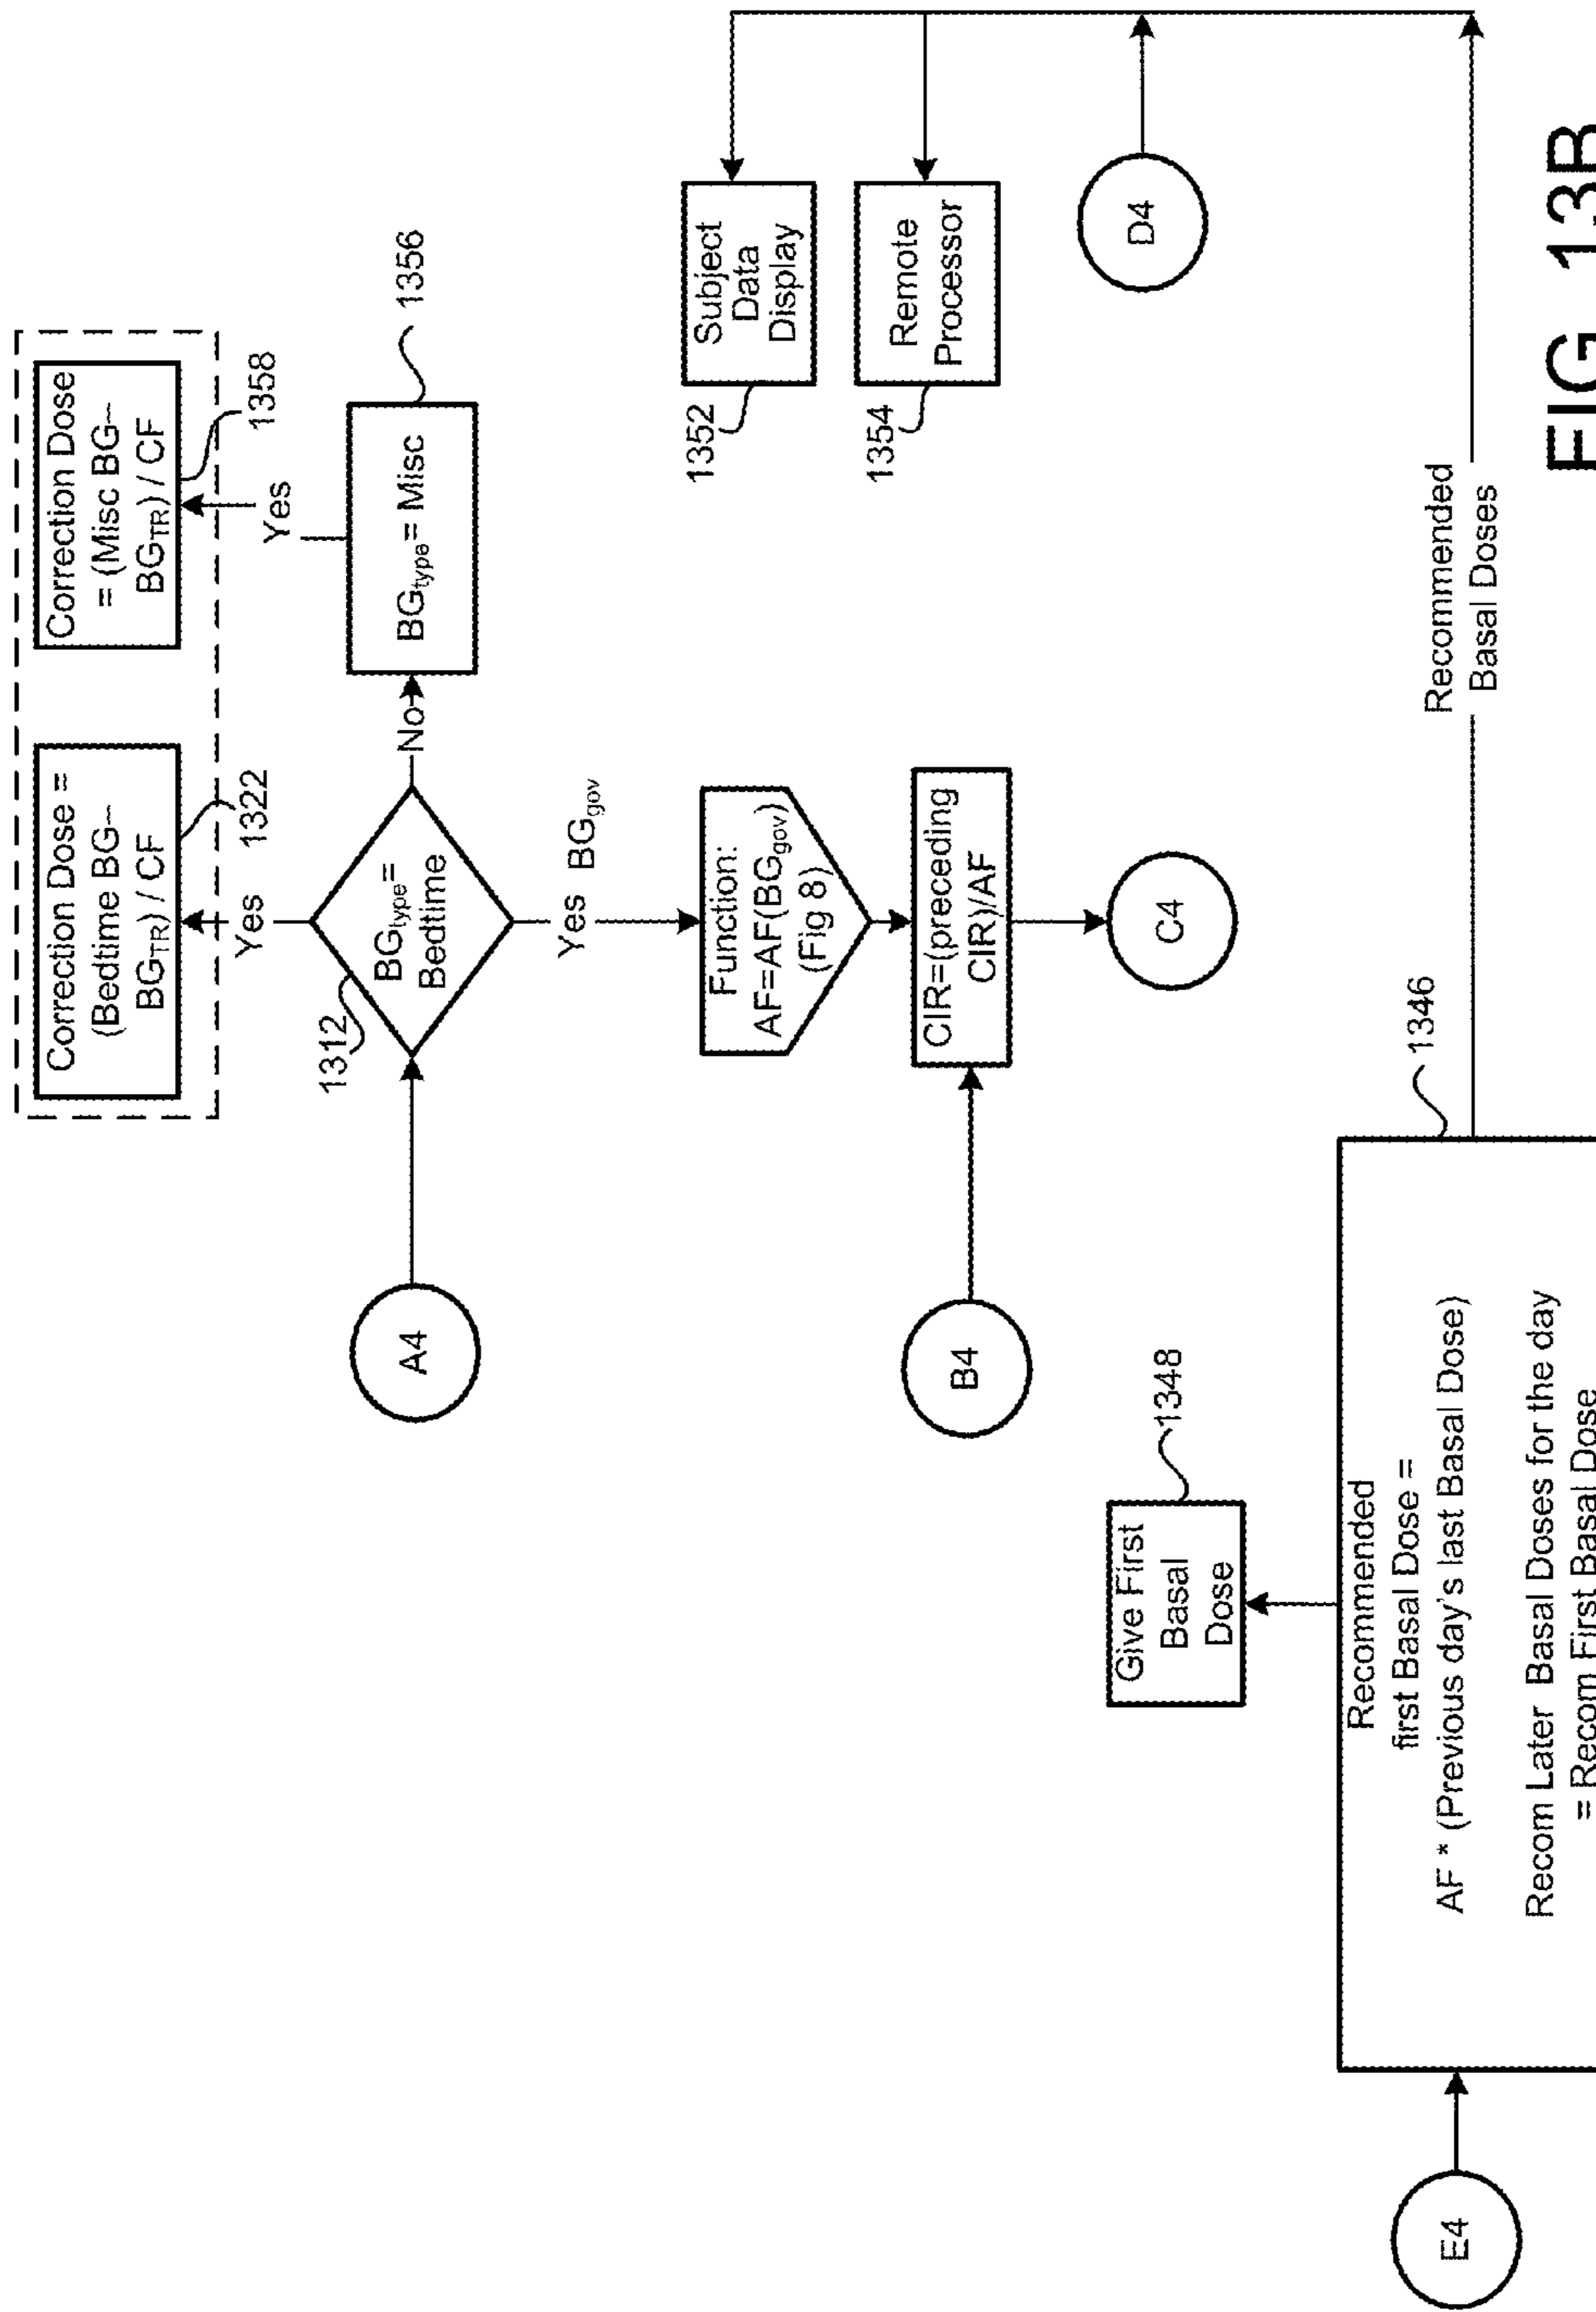 Correction Dose =
(Bedtime BG–
BGTR) / CF
1322
Correction Dose
= (Misc BG–
BGTR) / CF
1358
Yes
Yes
A4
1312
BGtype=
Bedtime
No
BGtype= Misc
1356
Yes BGgov
Function:
AF=AF(BGgov)
(Fig 8)
B4
CIR=(preceding
CIR)/AF
C4
Subject
Data
Display
1352
Remote
Processor
1354
D4
Give First
Basal
Dose
1348
E4
Recommended
first Basal Dose =
AF * (Previous day's last Basal Dose)
Recom Later Basal Doses for the day
= Recom First Basal Dose
1346
Recommended
Basal Doses
FIG. 13B